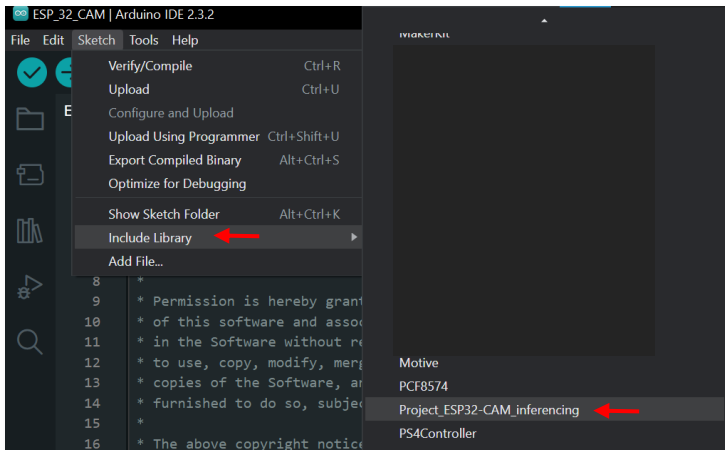 ESP_32_CAM | Arduino IDE 2.3.2
File Edit Sketch Tools Help
Verify/Compile Ctrl+R
Upload Ctrl+U
Configure and Upload
Upload Using Programmer Ctrl+Shift+U
Export Compiled Binary Alt+Ctrl+S
Optimize for Debugging
Show Sketch Folder Alt+Ctrl+K
Include Library
Add File...
E
8 *
9 * Permission is hereby grant
10 * of this software and assoc
11 * in the Software without re
12 * to use, copy, modify, merg
13 * copies of the Software, an
14 * furnished to do so, subjec
15 *
16 * The above copyright notice
MakerKit
Motive
PCF8574
Project_ESP32-CAM_inferencing
PS4Controller